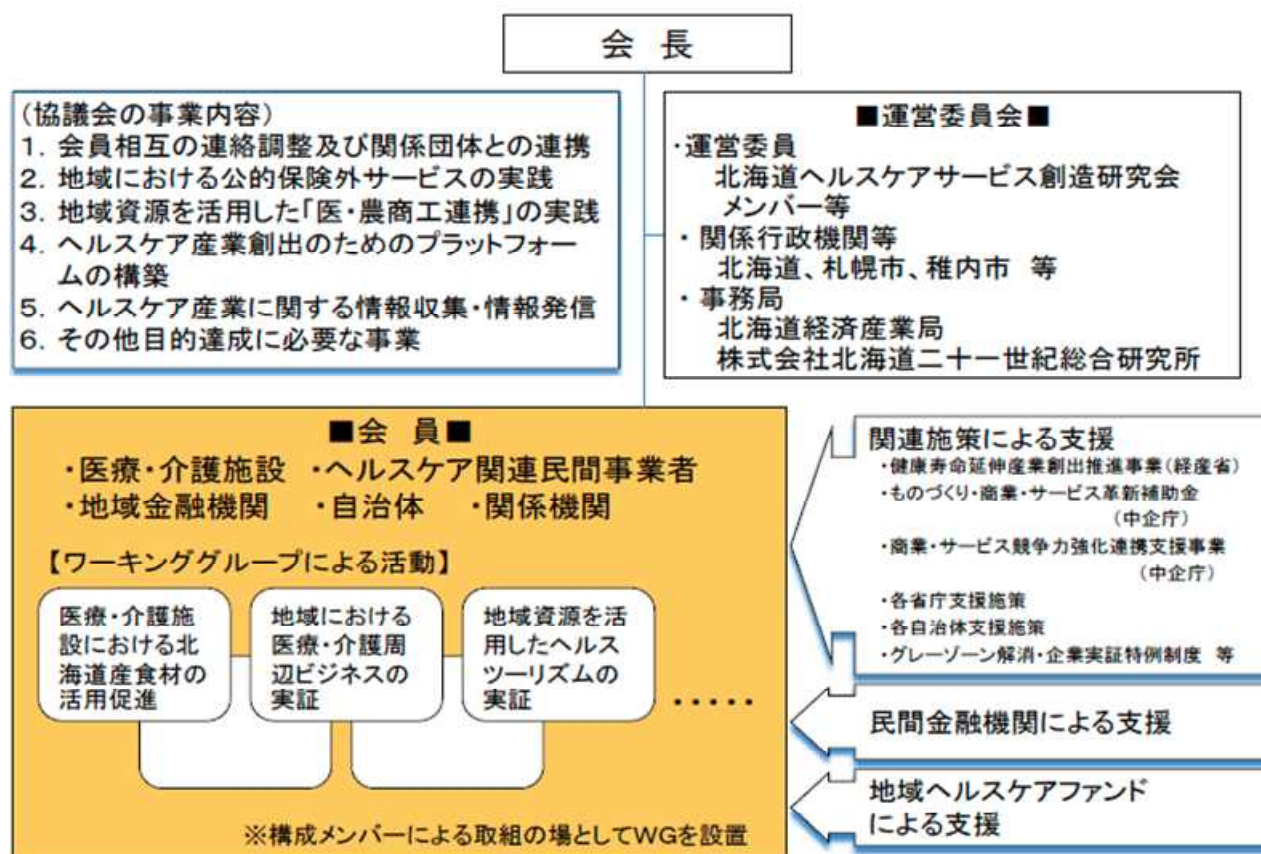 会 長
(協議会の事業内容)
1. 会員相互の連絡調整及び関係団体との連携
2. 地域における公的保険外サービスの実践
3. 地域資源を活用した「医・農商工連携」の実践
4. ヘルスケア産業創出のためのプラットフォー
ムの構築
5. ヘルスケア産業に関する情報収集・情報発信
6. その他目的達成に必要な事業
■運営委員会■
・運営委員
北海道ヘルスケアサービス創造研究会
メンバー等
・関係行政機関等
北海道、札幌市、稚内市 等
・事務局
北海道経済産業局
株式会社北海道二十一世紀総合研究所
■会 員■
・医療・介護施設 ・ヘルスケア関連民間事業者
・地域金融機関 ・自治体 ・関係機関
【ワーキンググループによる活動】
医療・介護施
設における北
海道産食材の
活用促進
地域における
医療・介護周
辺ビジネスの
実証
地域資源を活
用したヘルス
ツーリズムの
実証
・・・・・
※構成メンバーによる取組の場としてWGを設置
関連施策による支援
・健康寿命延伸産業創出推進事業(経産省)
・ものづくり・商業・サービス革新補助金
(中企庁)
・商業・サービス競争力強化連携支援事業
(中企庁)
・各省庁支援施策
・各自治体支援施策
・グレーゾーン解消・企業実証特例制度 等
民間金融機関による支援
地域ヘルスケアファンド
による支援